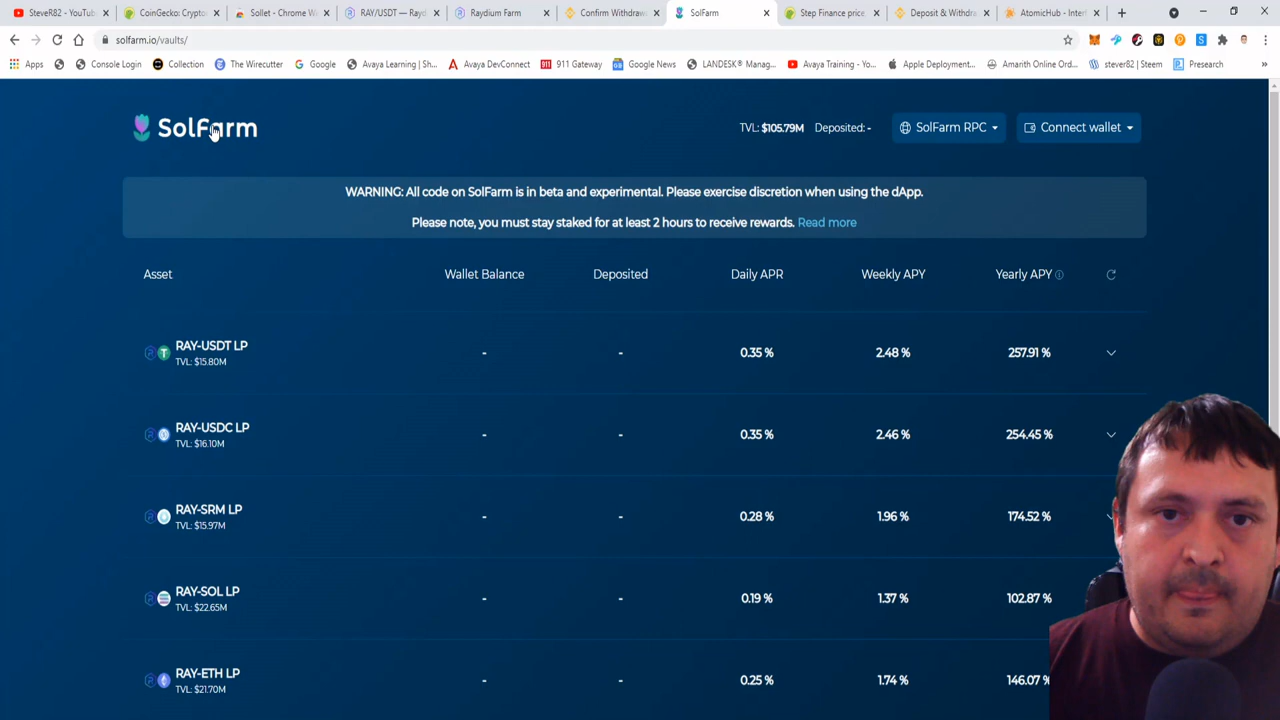 SteveR82 - YouTub
CoinGecko: Crypto
Sollet - Chrome W
RAY/USDT — Rayd
Raydium Farm
Confirm Withdraw
SolFarm
Step Finance price
Deposit & Withdra
AtomicHub - Inter
solfarm.io/vaults/
Apps
Console Login
Collection
The Wirecutter
Google
Avaya Learning | Sh...
Avaya DevConnect
911 Gateway
Google News
LANDESK® Manag...
Avaya Training - Yo...
Apple Deployment...
Amarith Online Ord...
stever82 | Steem
Presearch
SolFarm
TVL: $105.79M
Deposited: -
SolFarm RPC
Connect wallet
WARNING: All code on SolFarm is in beta and experimental. Please exercise discretion when using the dApp.
Please note, you must stay staked for at least 2 hours to receive rewards. Read more
Asset Wallet Balance Deposited Daily APR Weekly APY Yearly APY
RAY-USDT LP
TVL: $15.80M
- - 0.35 % 2.48 % 257.91 %
RAY-USDC LP
TVL: $16.10M
- - 0.35 % 2.46 % 254.45 %
RAY-SRM LP
TVL: $15.97M
- - 0.28 % 1.96 % 174.52 %
RAY-SOL LP
TVL: $22.65M
- - 0.19 % 1.37 % 102.87 %
RAY-ETH LP
TVL: $21.70M
- - 0.25 % 1.74 % 146.07 %